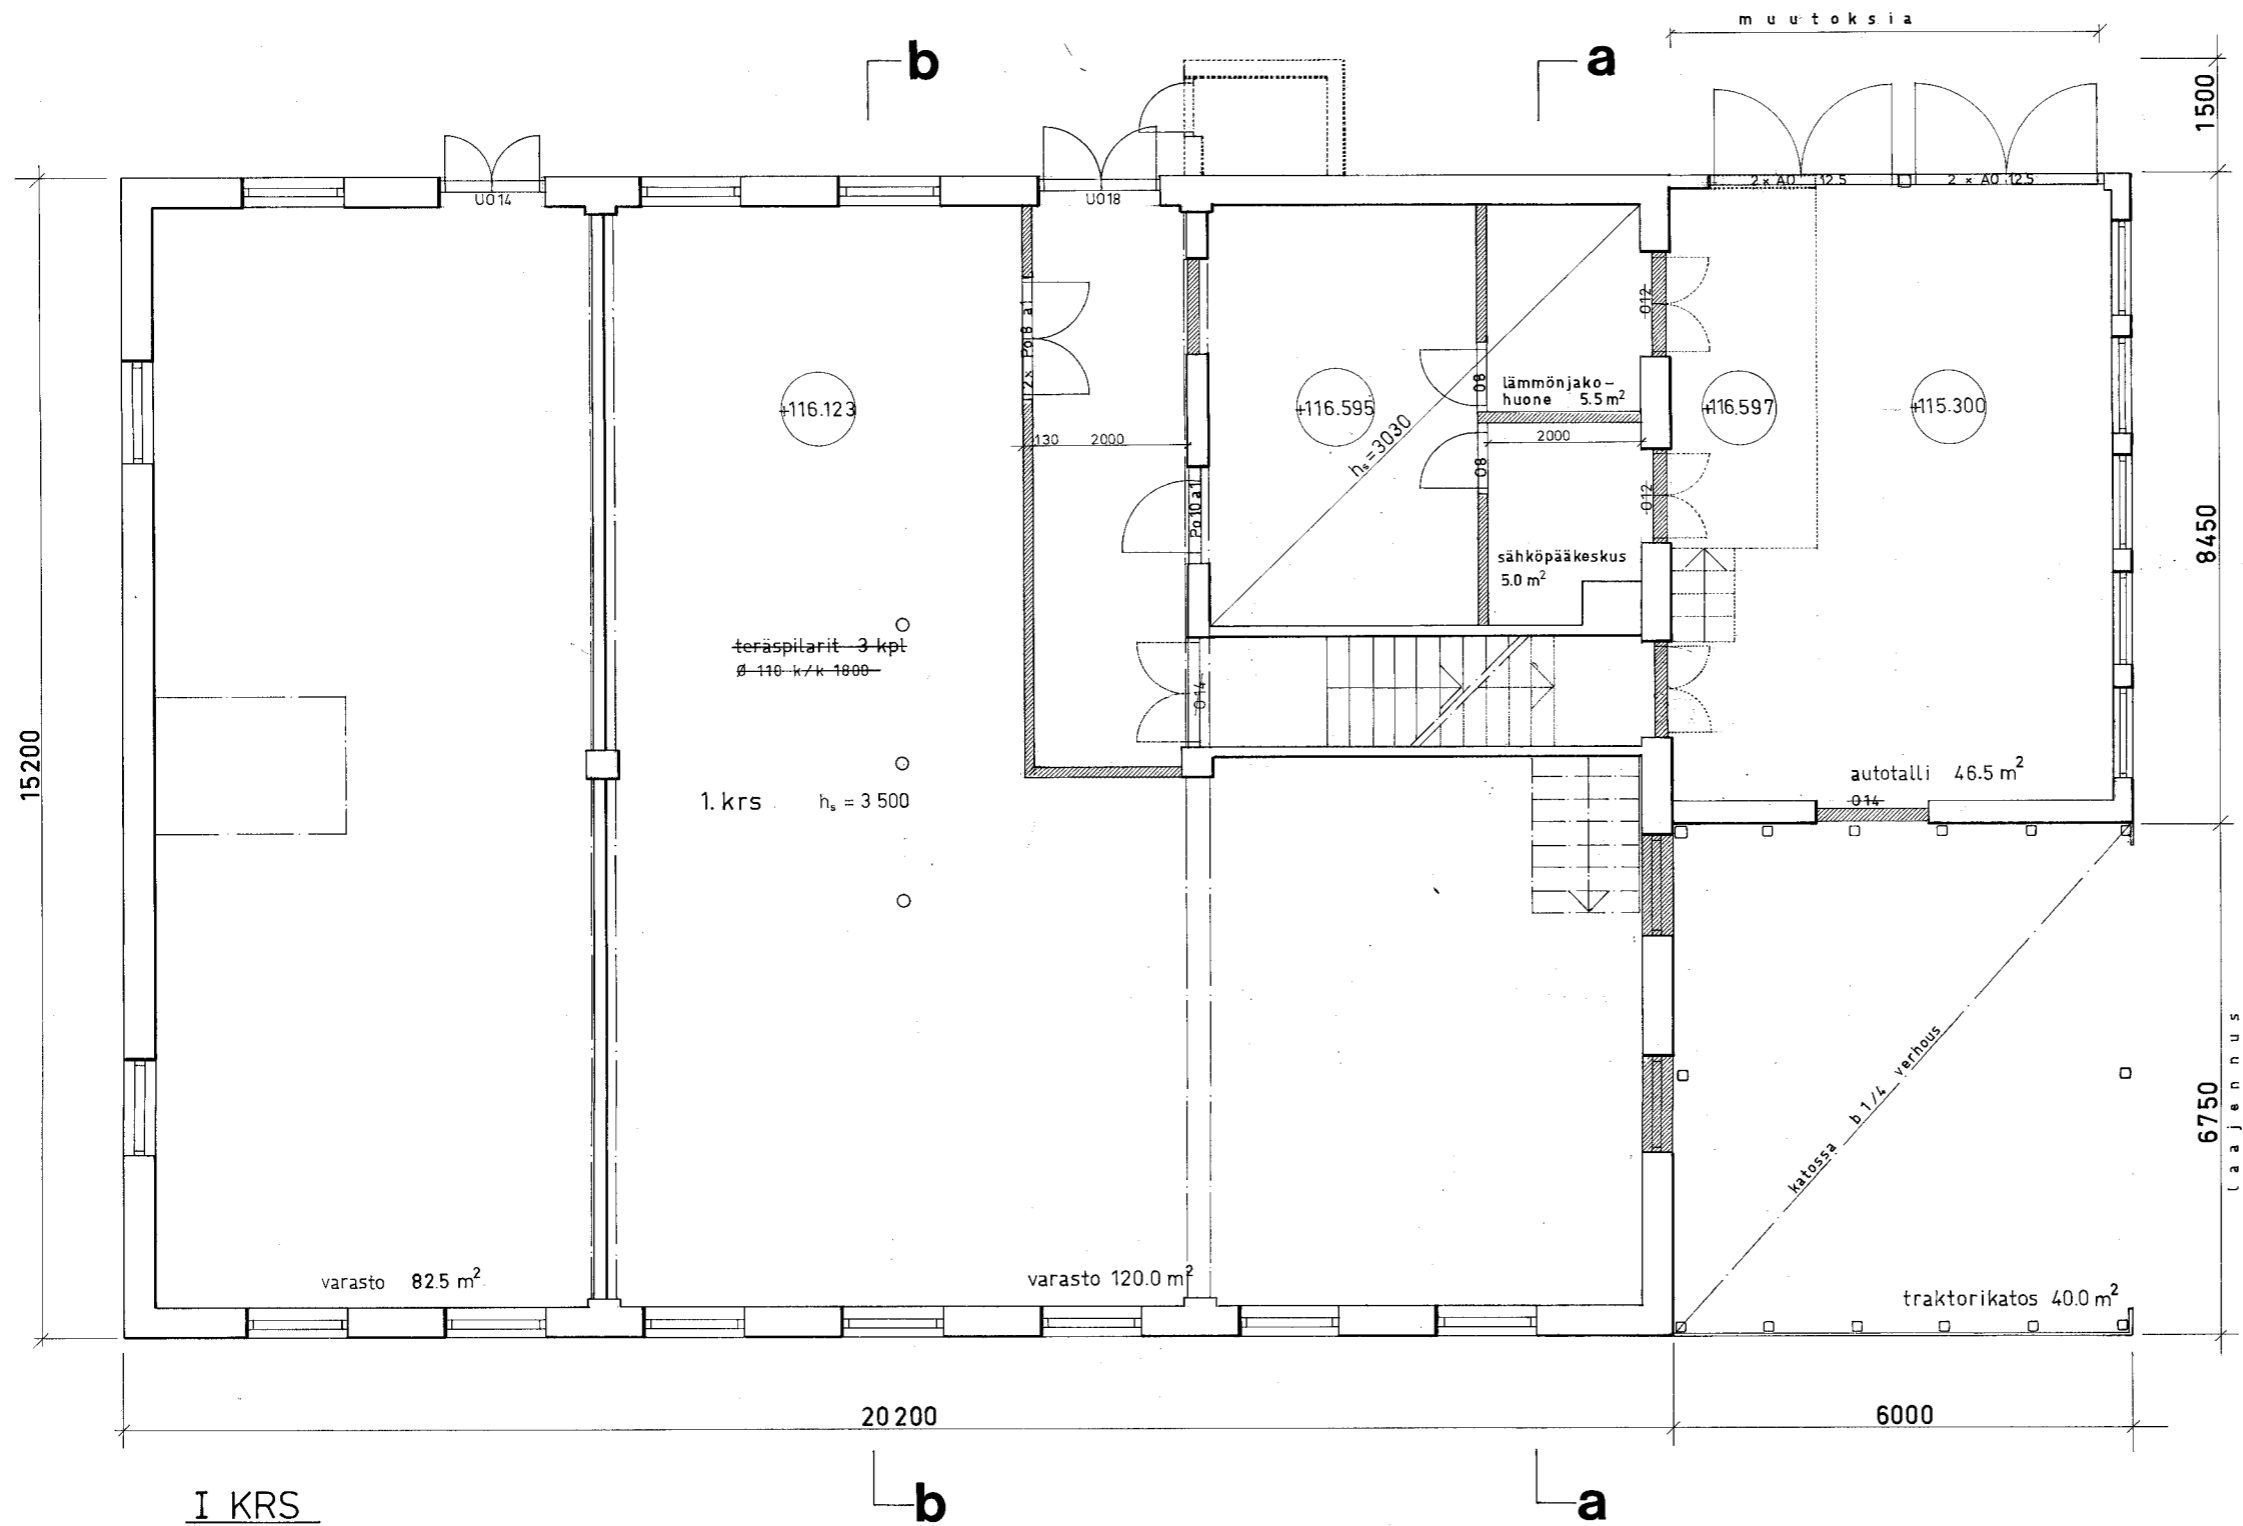 muutoksia
b
a
1500
2 x AO 12.5
2 x AO 12.5
UO 14
UO18
O12
2x Po 8 a1
lämmönjako-
huone 5.5 m²
O8
+116.123
+116.595
+116.597
+115.300
130 2000
hs = 3030
2000
O8
Po 10 a1
O12
8450
sähköpääkeskus
5.0 m²
teräspilarit 3 kpl
Ø 110 k/k 1800
O 14
15200
autotalli 46.5 m²
O14
1. krs hs = 3 500
laajennus
katossa b 1/4 verhous
6750
varasto 82.5 m²
varasto 120.0 m²
traktorikatos 40.0 m²
20 200
6000
b
a
I KRS